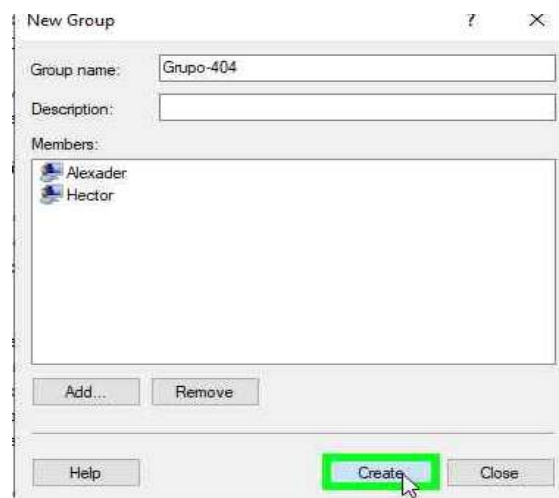 New Group ? ×
Group name: Grupo-404
Description:
Members:
Alexader
Hector
Add... Remove
Help Create Close